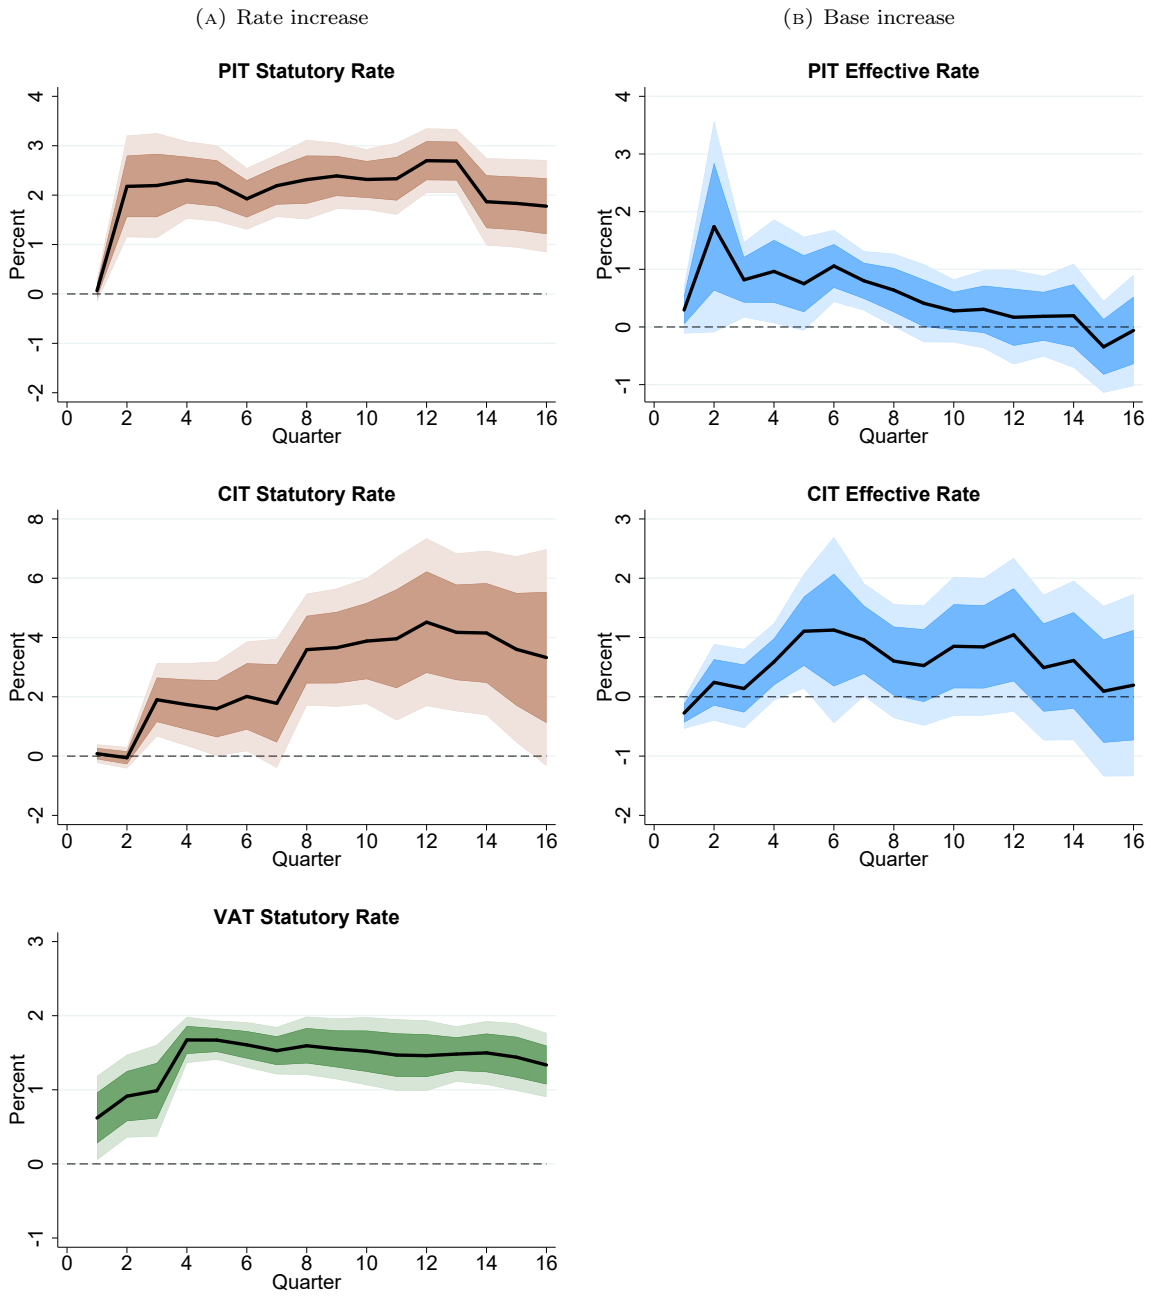 (A) Rate increase
(B) Base increase
PIT Statutory Rate
Percent
4
3
2
1
0
-1
-2
0 2 4 6 8 10 12 14 16
Quarter
PIT Effective Rate
Percent
4
3
2
1
0
-1
0 2 4 6 8 10 12 14 16
Quarter
CIT Statutory Rate
Percent
8
6
4
2
0
-2
0 2 4 6 8 10 12 14 16
Quarter
CIT Effective Rate
Percent
3
2
1
0
-1
-2
0 2 4 6 8 10 12 14 16
Quarter
VAT Statutory Rate
Percent
3
2
1
0
-1
0 2 4 6 8 10 12 14 16
Quarter